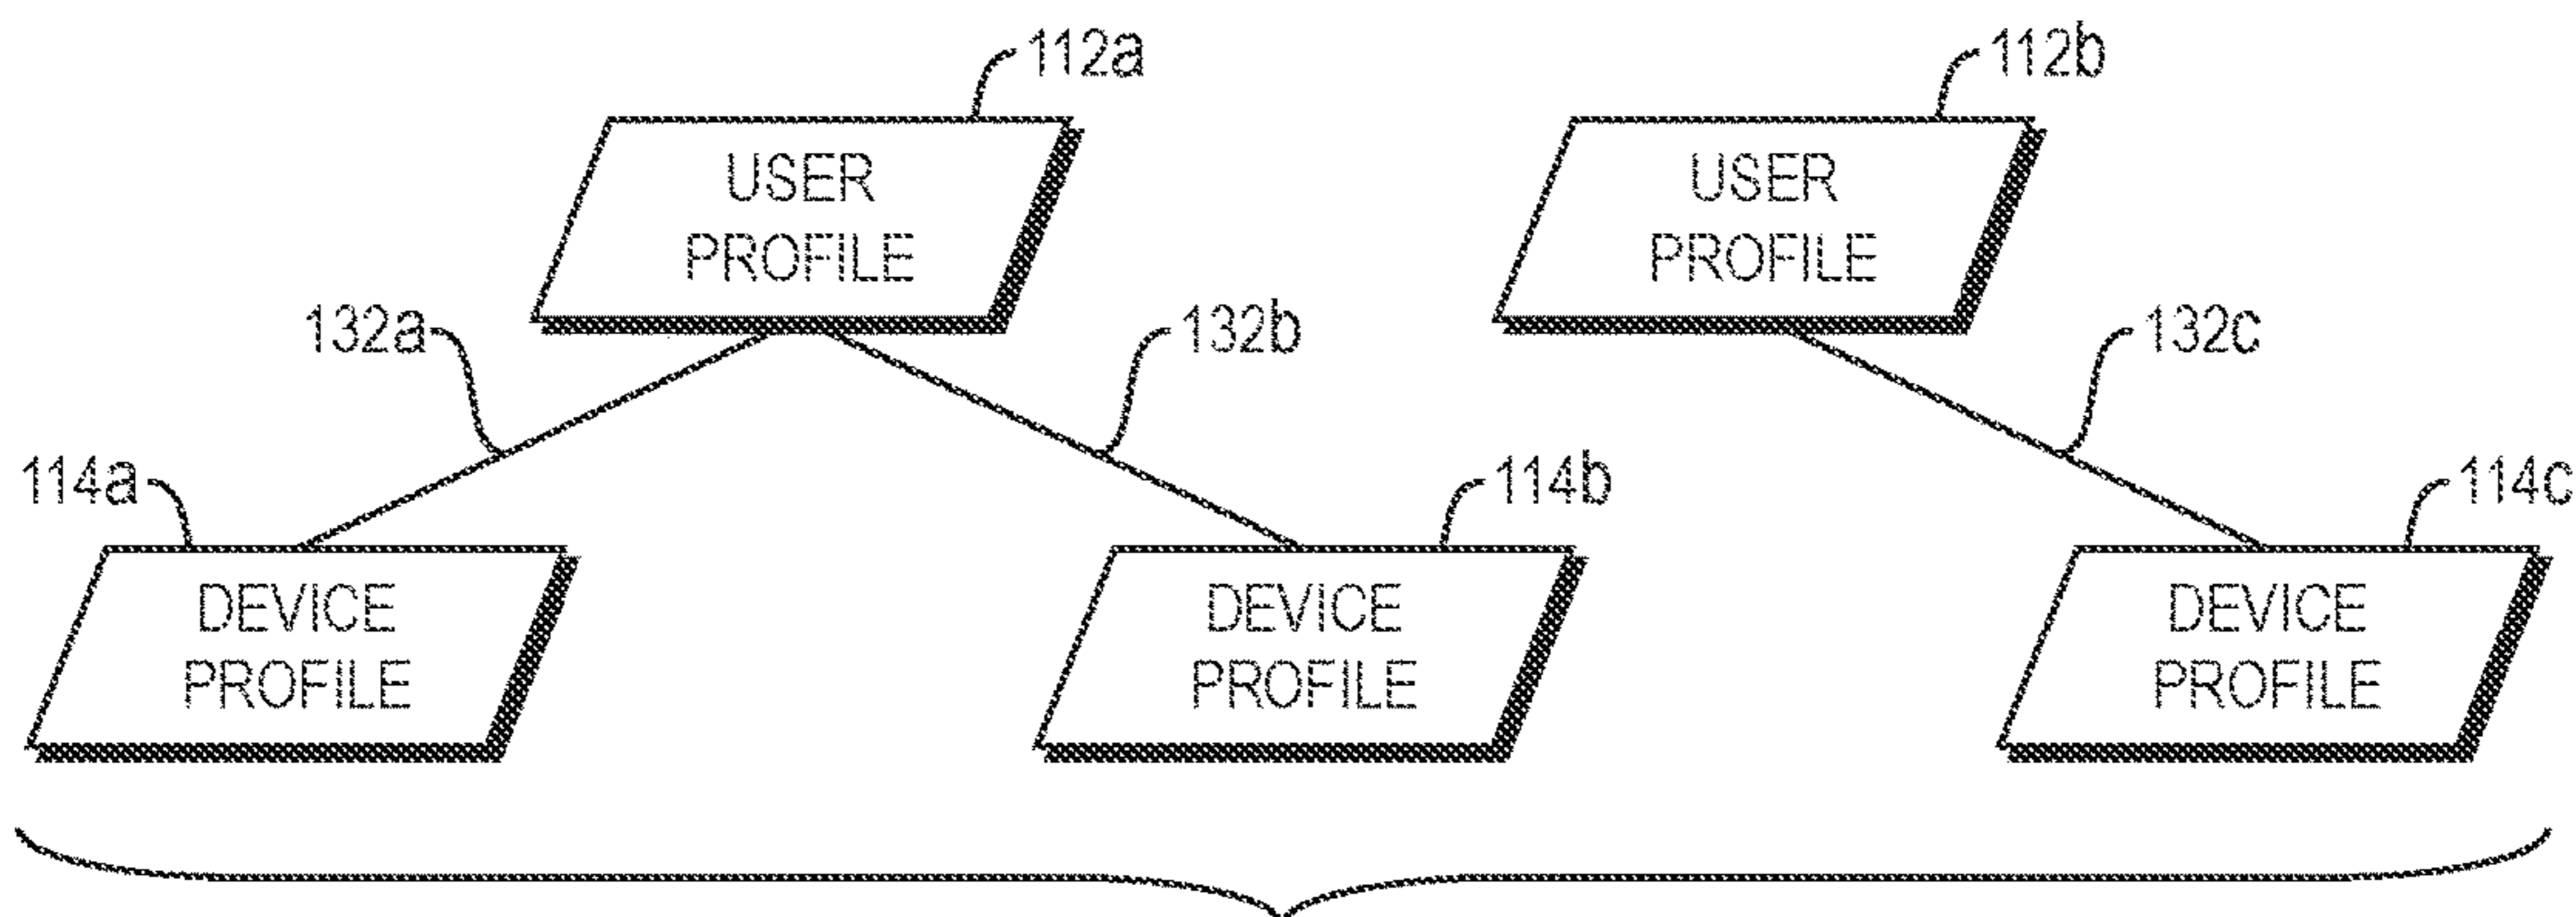 112a
112b
USER
PROFILE
USER
PROFILE
132a
132b
132c
114a
114b
114c
DEVICE
PROFILE
DEVICE
PROFILE
DEVICE
PROFILE